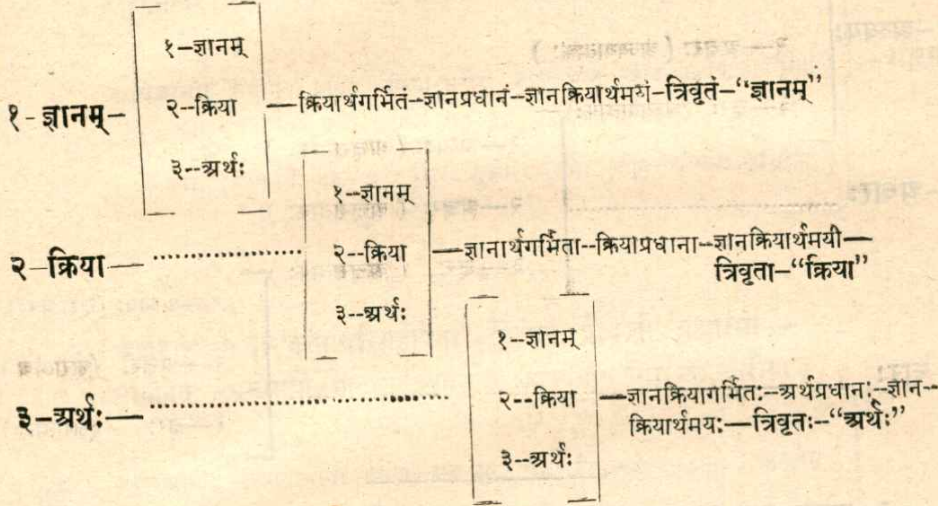 १-ज्ञानम्
१-ज्ञानम्-
२-क्रिया
—क्रियार्थगर्भितं--ज्ञानप्रधानं-ज्ञानक्रियार्थमयं-त्रिवृतं-“ज्ञानम्”
३--अर्थः
१-ज्ञानम्
२-क्रिया—
२--क्रिया
—ज्ञानार्थगर्भिता--क्रियाप्रधाना--ज्ञानक्रियार्थमयी—
त्रिवृता-“क्रिया”
३--अर्थः
१-ज्ञानम्
३-अर्थः—
२--क्रिया
—ज्ञानक्रियागर्भितः--अर्थप्रधानः-ज्ञान--
क्रियार्थमयः—त्रिवृतः-“अर्थः”
३--अर्थः